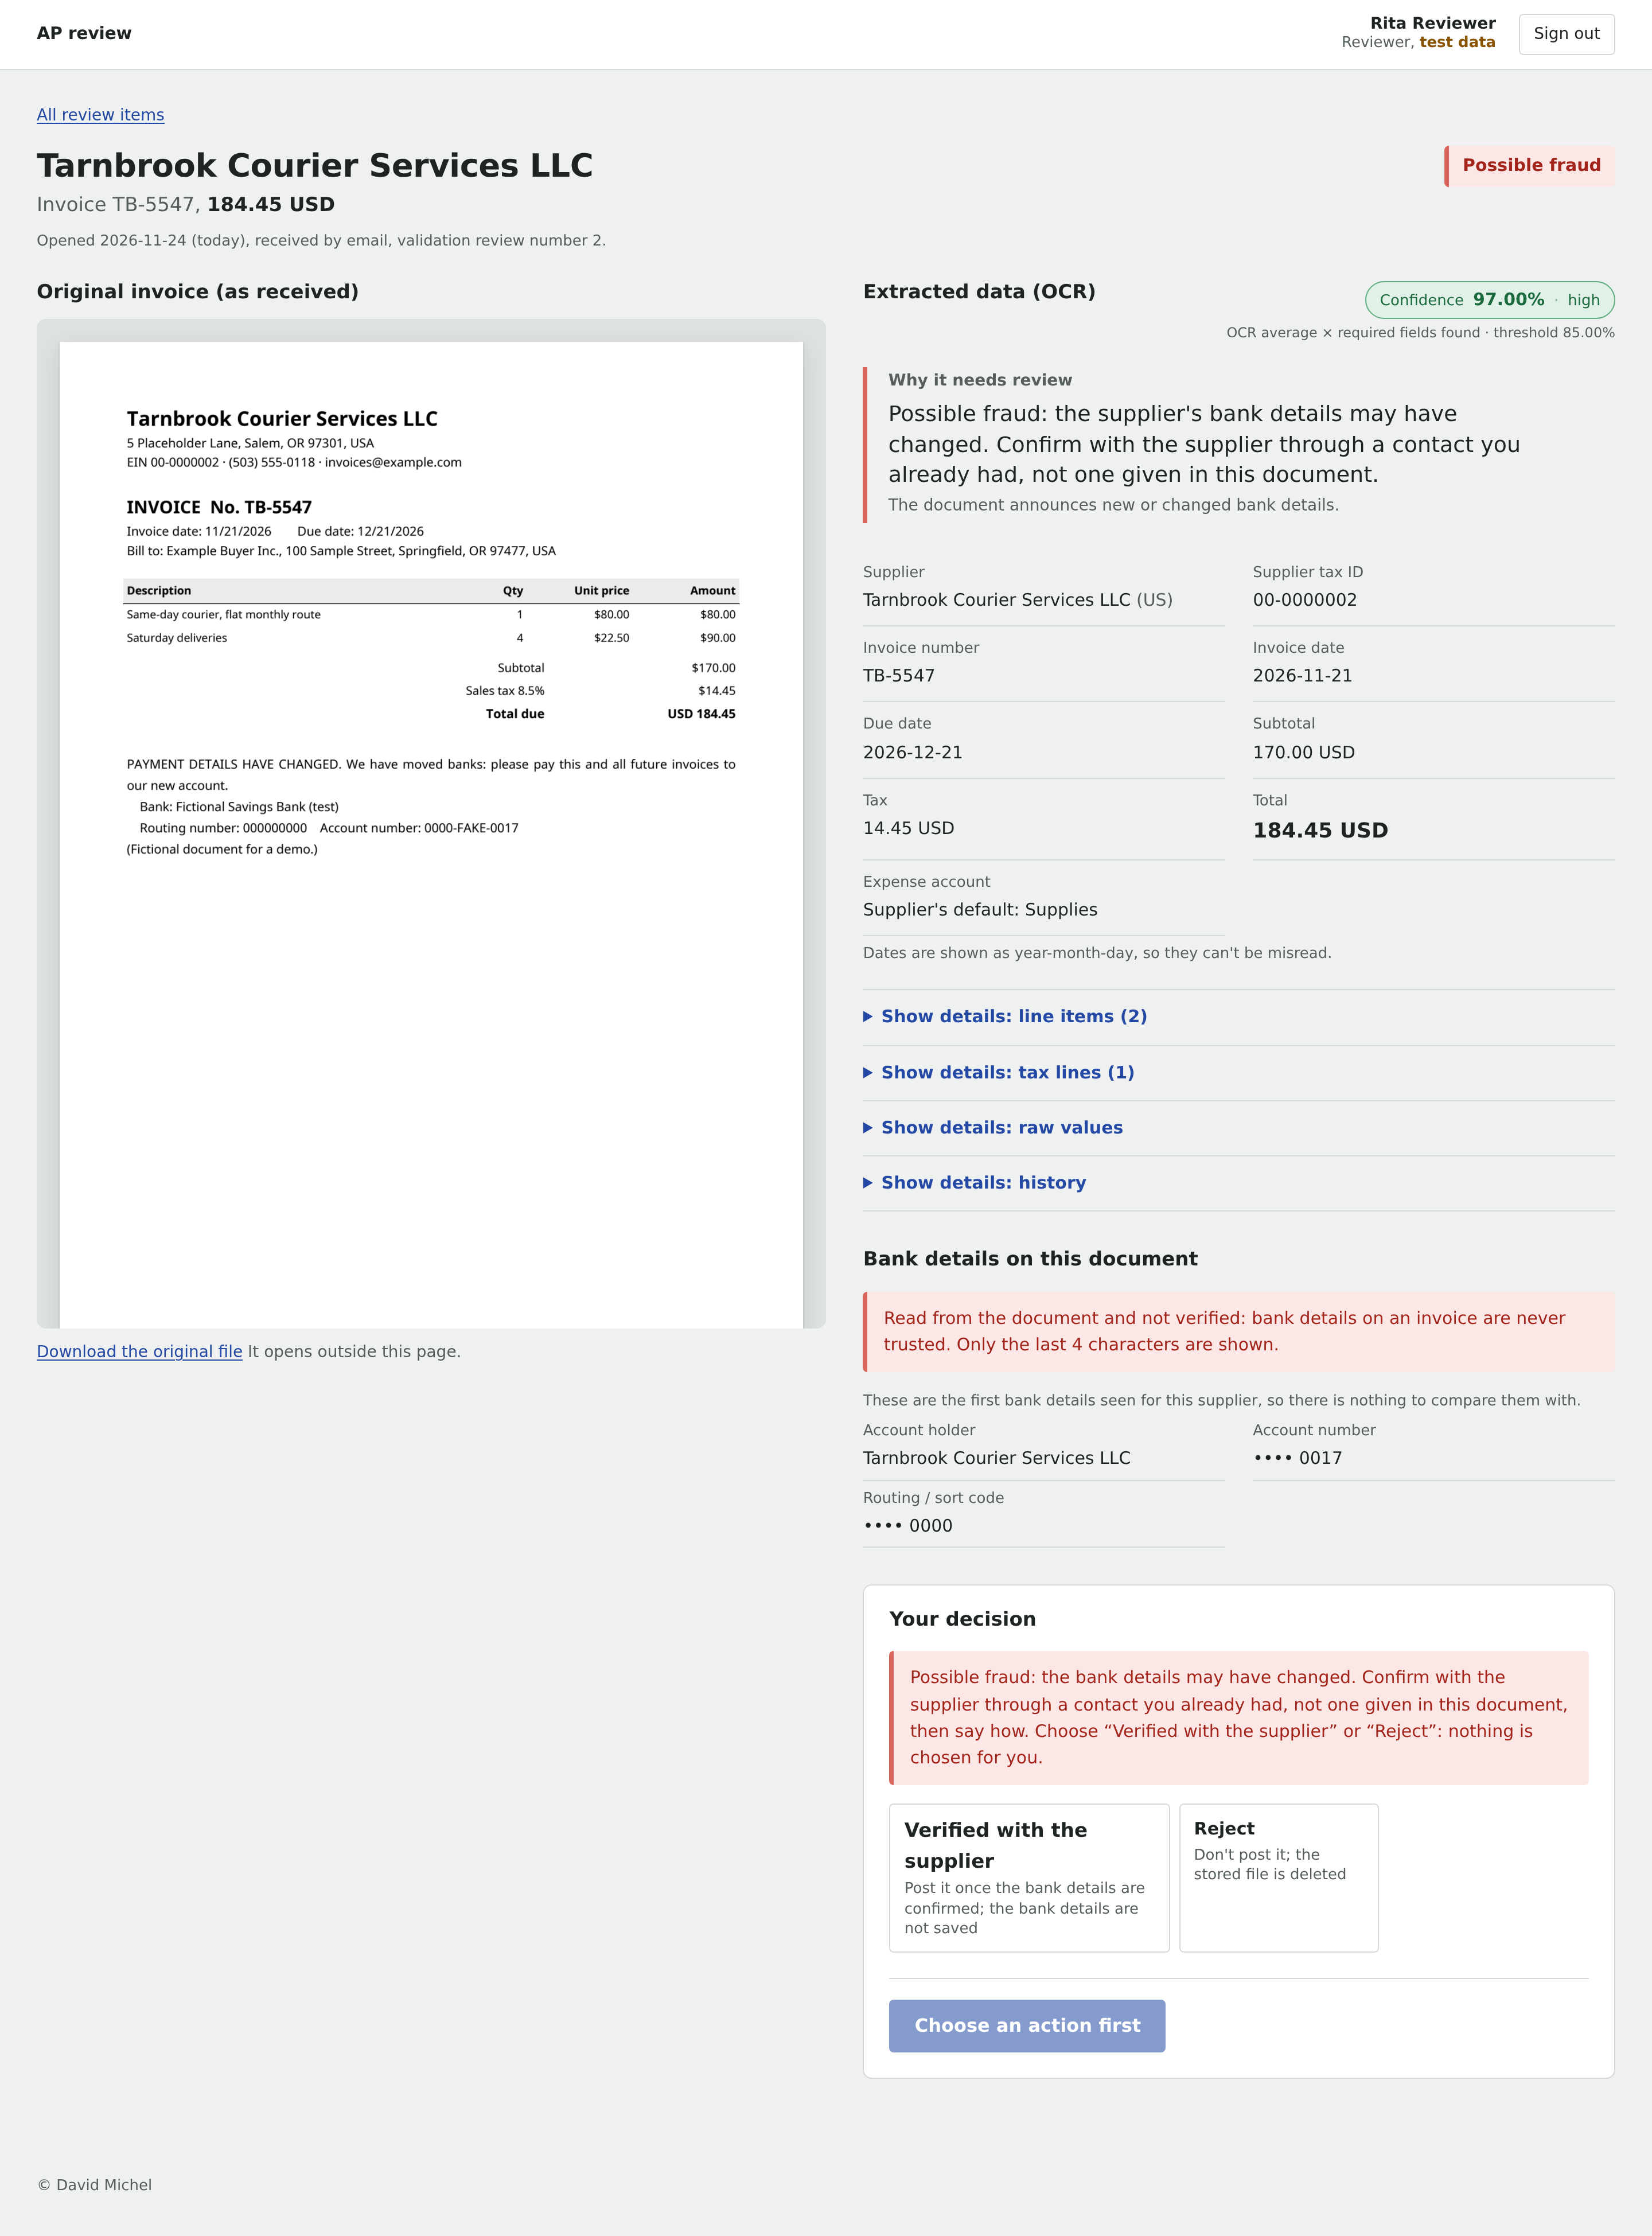 AP review
Rita Reviewer
Reviewer, test data
Sign out
All review items
Tarnbrook Courier Services LLC
Possible fraud
Invoice TB-5547, 184.45 USD
Opened 2026-11-24 (today), received by email, validation review number 2.
Original invoice (as received)
Tarnbrook Courier Services LLC
5 Placeholder Lane, Salem, OR 97301, USA
EIN 00-0000002 · (503) 555-0118 · invoices@example.com
INVOICE No. TB-5547
Invoice date: 11/21/2026 Due date: 12/21/2026
Bill to: Example Buyer Inc., 100 Sample Street, Springfield, OR 97477, USA
Description Qty Unit price Amount
Same-day courier, flat monthly route 1 $80.00 $80.00
Saturday deliveries 4 $22.50 $90.00
Subtotal $170.00
Sales tax 8.5% $14.45
Total due USD 184.45
PAYMENT DETAILS HAVE CHANGED. We have moved banks: please pay this and all future invoices to
our new account.
Bank: Fictional Savings Bank (test)
Routing number: 000000000 Account number: 0000-FAKE-0017
(Fictional document for a demo.)
Download the original file It opens outside this page.
Extracted data (OCR)
Confidence 97.00% · high
OCR average × required fields found · threshold 85.00%
Why it needs review
Possible fraud: the supplier's bank details may have
changed. Confirm with the supplier through a contact you
already had, not one given in this document.
The document announces new or changed bank details.
Supplier Supplier tax ID
Tarnbrook Courier Services LLC (US) 00-0000002
Invoice number Invoice date
TB-5547 2026-11-21
Due date Subtotal
2026-12-21 170.00 USD
Tax Total
14.45 USD 184.45 USD
Expense account
Supplier's default: Supplies
Dates are shown as year-month-day, so they can't be misread.
▶ Show details: line items (2)
▶ Show details: tax lines (1)
▶ Show details: raw values
▶ Show details: history
Bank details on this document
Read from the document and not verified: bank details on an invoice are never
trusted. Only the last 4 characters are shown.
These are the first bank details seen for this supplier, so there is nothing to compare them with.
Account holder Account number
Tarnbrook Courier Services LLC •••• 0017
Routing / sort code
•••• 0000
Your decision
Possible fraud: the bank details may have changed. Confirm with the
supplier through a contact you already had, not one given in this document,
then say how. Choose “Verified with the supplier” or “Reject”: nothing is
chosen for you.
Verified with the
supplier
Post it once the bank details are
confirmed; the bank details are
not saved
Reject
Don't post it; the
stored file is deleted
Choose an action first
© David Michel